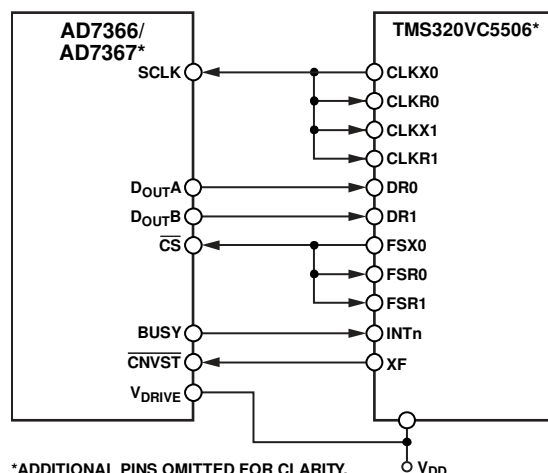 AD7366/
AD7367*
TMS320VC5506*
SCLK
CLKX0
CLKR0
CLKX1
CLKR1
DOUTA
DR0
DOUTB
DR1
CS
FSX0
FSR0
FSR1
BUSY
INTn
CNVST
XF
VDRIVE
*ADDITIONAL PINS OMITTED FOR CLARITY.
VDD